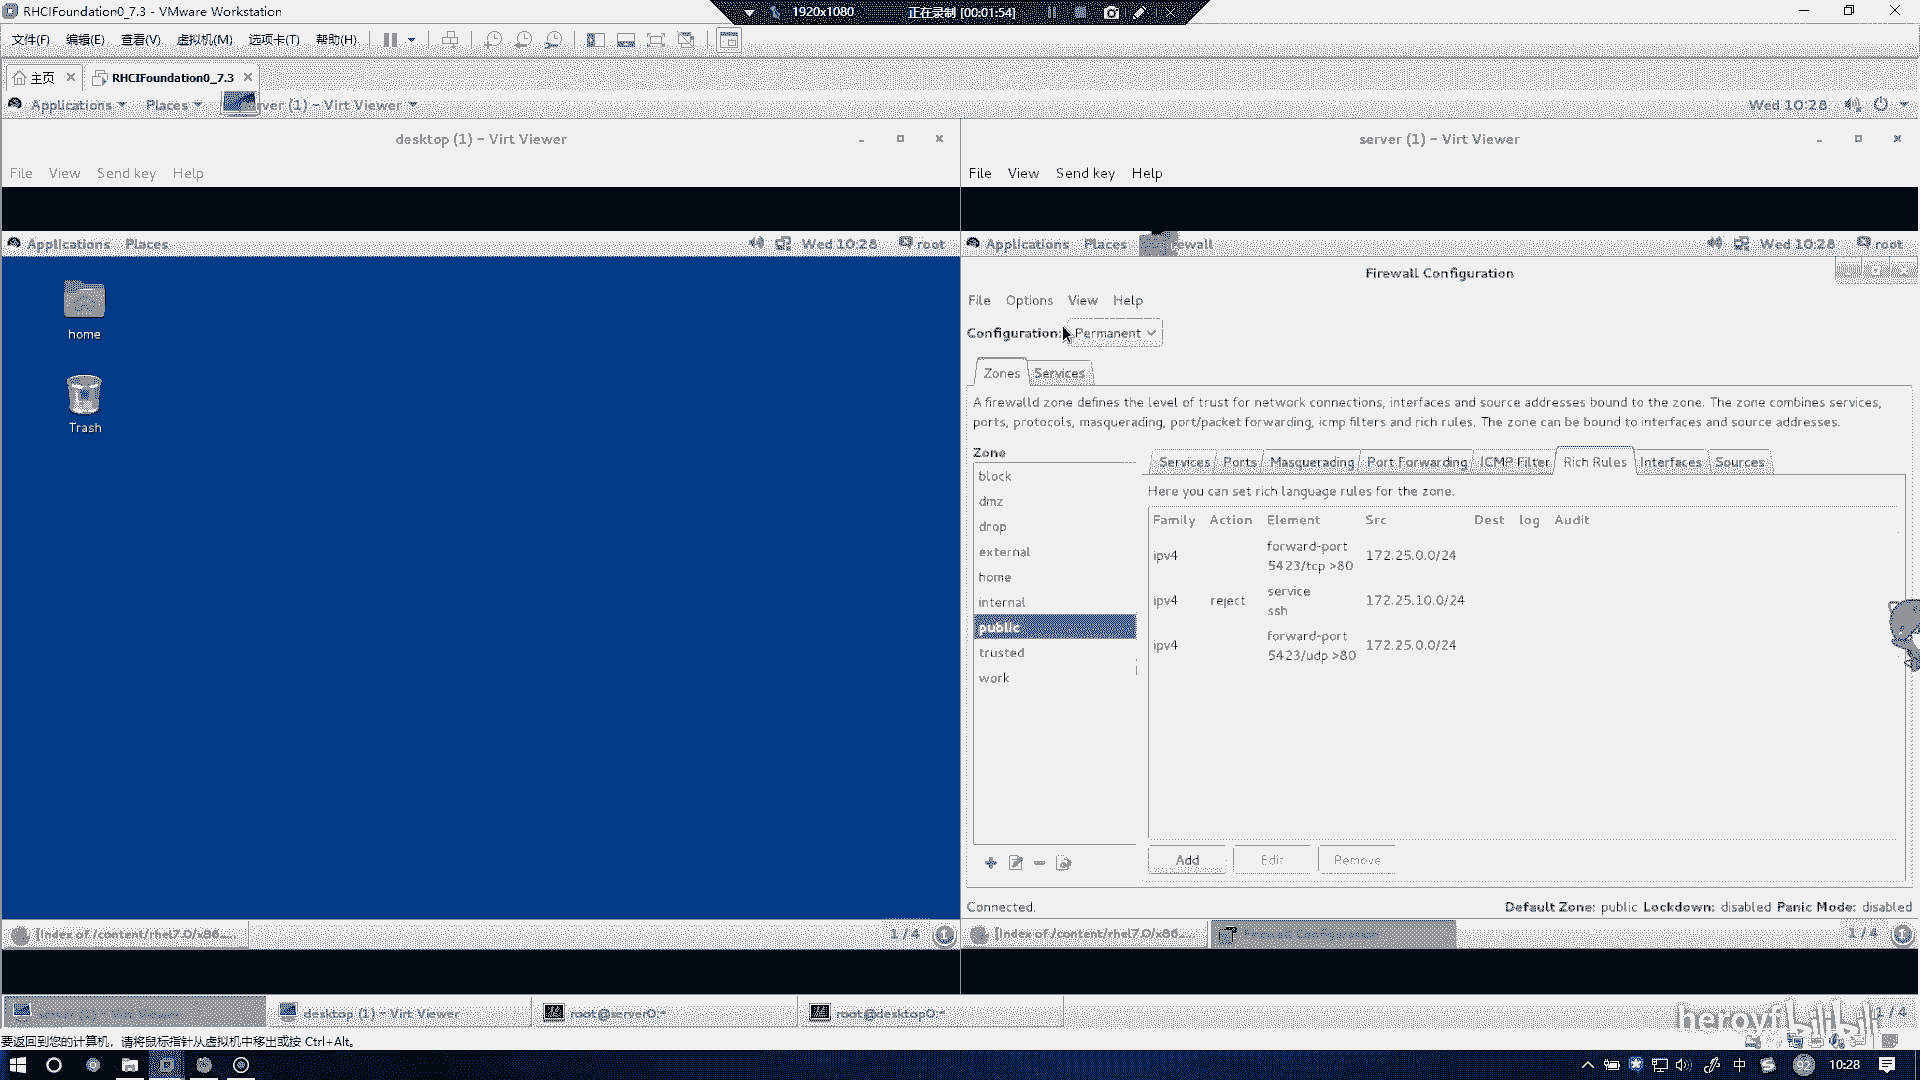 RHCIFoundation0_7.3 - VMware Workstation
1920x1080
正在录制 [00:01:54]
文件(F) 编辑(E) 查看(V) 虚拟机(M) 选项卡(T) 帮助(H)
主页
RHCIFoundation0_7.3
Applications Places server (1) - Virt Viewer
Wed 10:28
desktop (1) - Virt Viewer
File View Send key Help
Applications Places
Wed 10:28 root
home
Trash
[Index of /content/rhel7.0/x86....
1 / 4
server (1) - Virt Viewer
File View Send key Help
Applications Places Firewall
Wed 10:28 root
Firewall Configuration
File Options View Help
Configuration: Permanent
Zones Services
A firewalld zone defines the level of trust for network connections, interfaces and source addresses bound to the zone. The zone combines services,
ports, protocols, masquerading, port/packet forwarding, icmp filters and rich rules. The zone can be bound to interfaces and source addresses.
Zone
block
dmz
drop
external
home
internal
public
trusted
work
Services Ports Masquerading Port Forwarding ICMP Filter Rich Rules Interfaces Sources
Here you can set rich language rules for the zone.
Family Action Element Src Dest log Audit
ipv4 forward-port 172.25.0.0/24
5423/tcp >80
ipv4 reject service 172.25.10.0/24
ssh
ipv4 forward-port 172.25.0.0/24
5423/udp >80
Add Edit Remove
Connected.
Default Zone: public Lockdown: disabled Panic Mode: disabled
[Index of /content/rhel7.0/x86....
Firewall Configuration
1 / 4
server (1) - Virt Viewer
desktop (1) - Virt Viewer
root@server0:~
root@desktop0:~
1 / 4
heroyf bilibili
要返回到您的计算机，请将鼠标指针从虚拟机中移出或按 Ctrl+Alt。
中
92
10:28